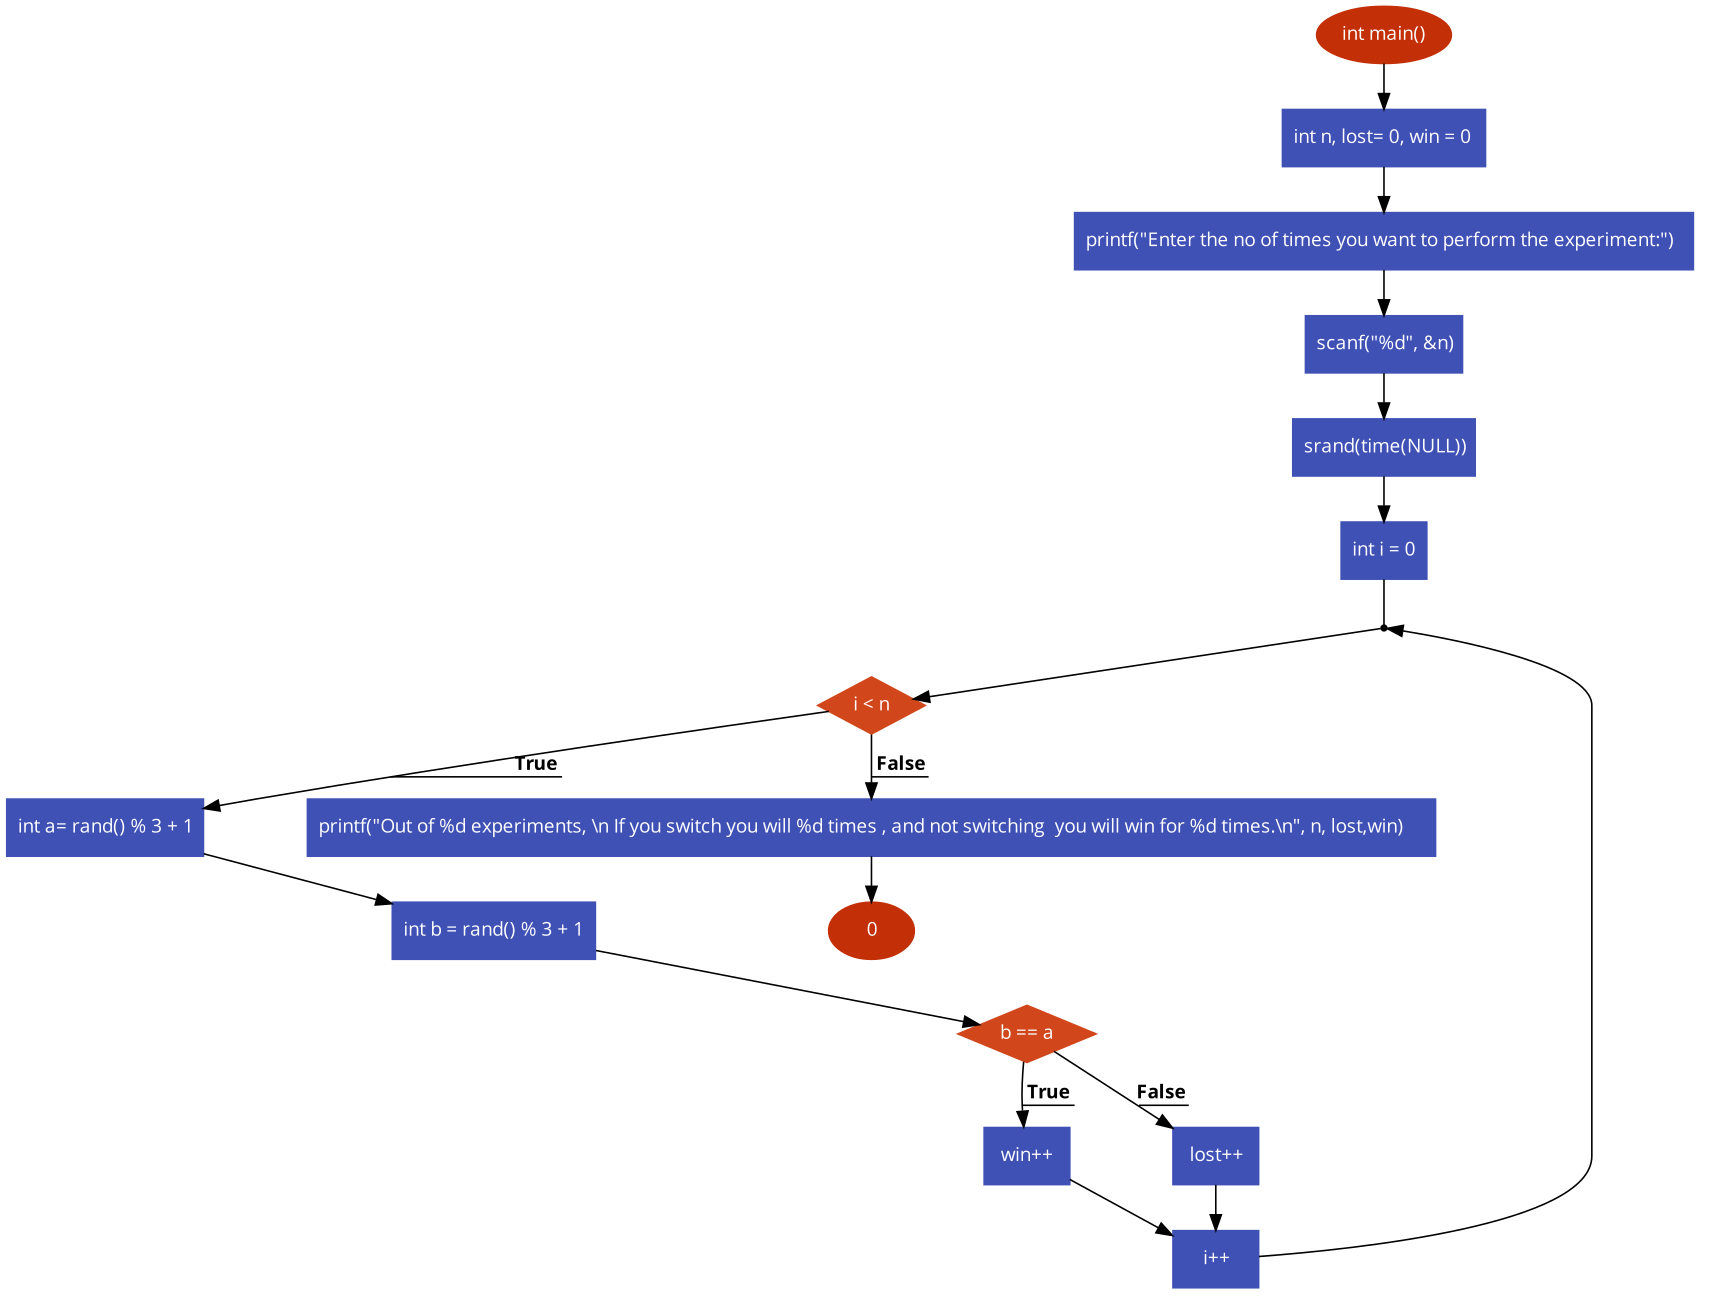 int main()
int n, lost= 0, win = 0
printf("Enter the no of times you want to perform the experiment:")
scanf("%d", &n)
srand(time(NULL))
int i = 0
i < n
True
False
int a= rand() % 3 + 1
printf("Out of %d experiments, \n If you switch you will %d times , and not switching  you will win for %d times.\n", n, lost,win)
int b = rand() % 3 + 1
0
b == a
True
False
win++
lost++
i++